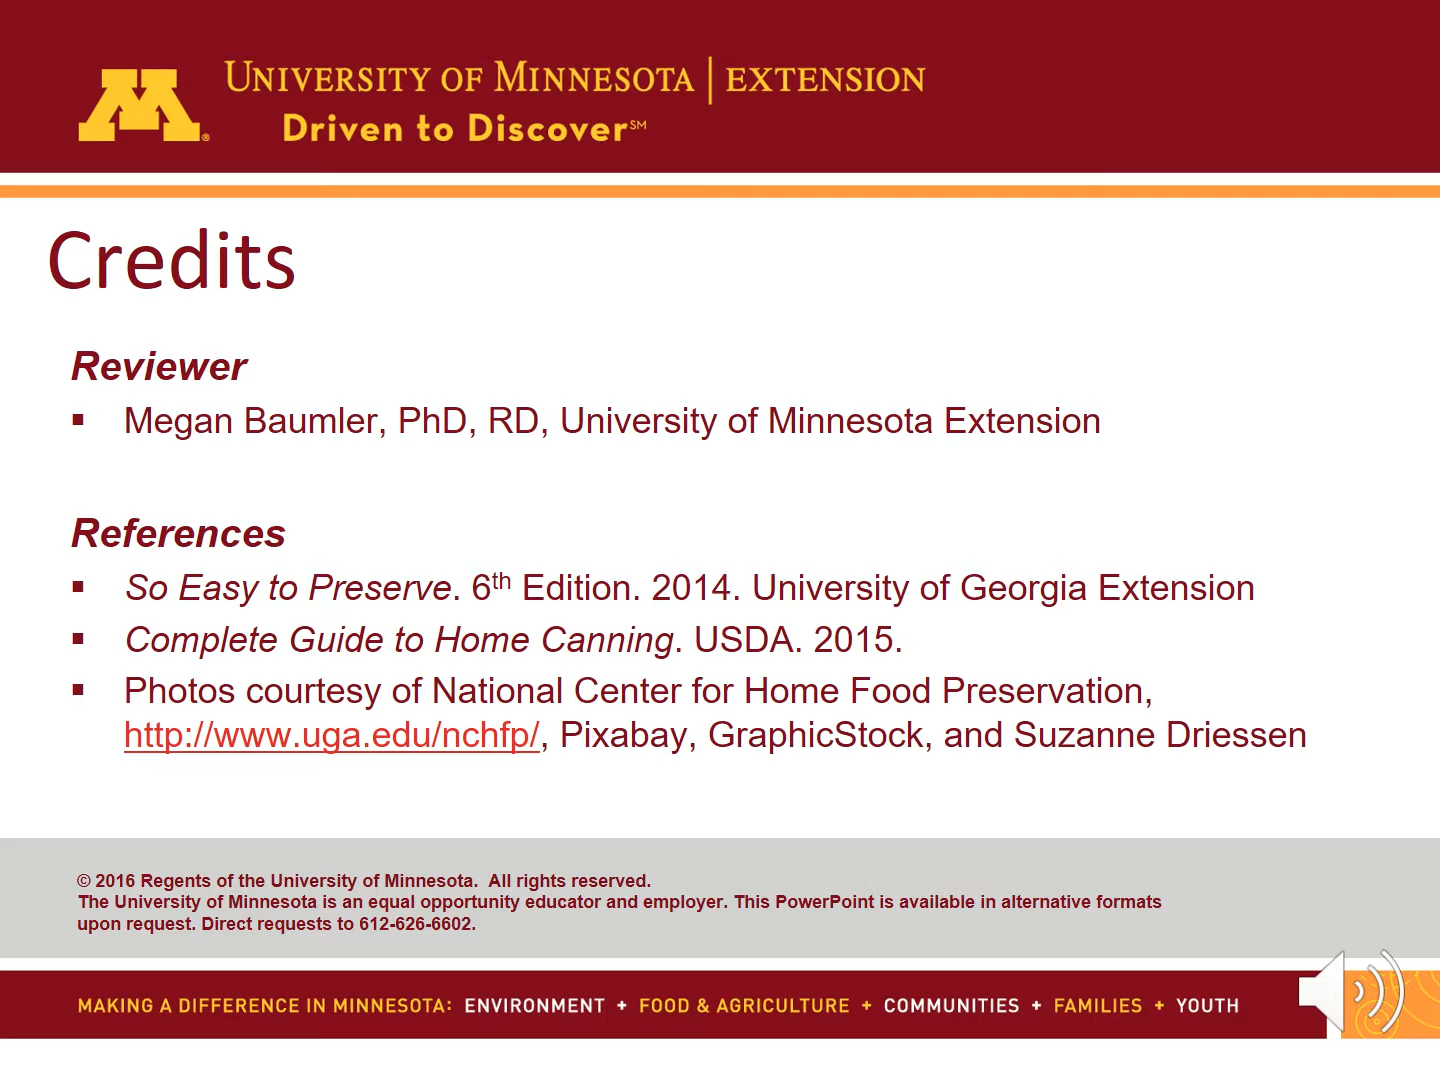 M®
UNIVERSITY OF MINNESOTA | EXTENSION
Driven to Discover℠
Credits
Reviewer
▪ Megan Baumler, PhD, RD, University of Minnesota Extension
References
▪ So Easy to Preserve. 6th Edition. 2014. University of Georgia Extension
▪ Complete Guide to Home Canning. USDA. 2015.
▪ Photos courtesy of National Center for Home Food Preservation,
http://www.uga.edu/nchfp/, Pixabay, GraphicStock, and Suzanne Driessen
© 2016 Regents of the University of Minnesota. All rights reserved.
The University of Minnesota is an equal opportunity educator and employer. This PowerPoint is available in alternative formats
upon request. Direct requests to 612-626-6602.
MAKING A DIFFERENCE IN MINNESOTA: ENVIRONMENT + FOOD & AGRICULTURE + COMMUNITIES + FAMILIES + YOUTH